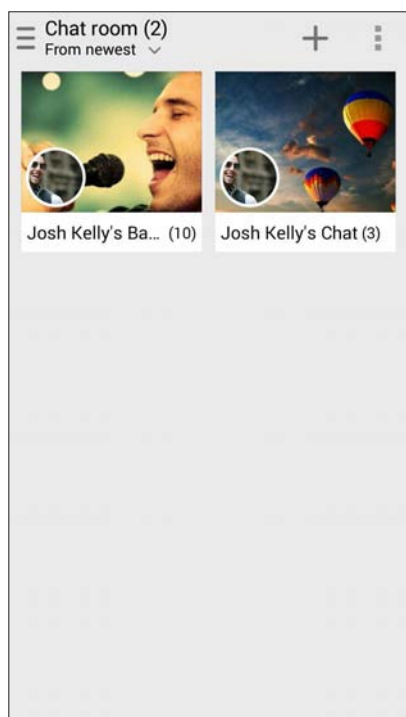 Chat room (2)
From newest
Josh Kelly's Ba... (10)
Josh Kelly's Chat (3)